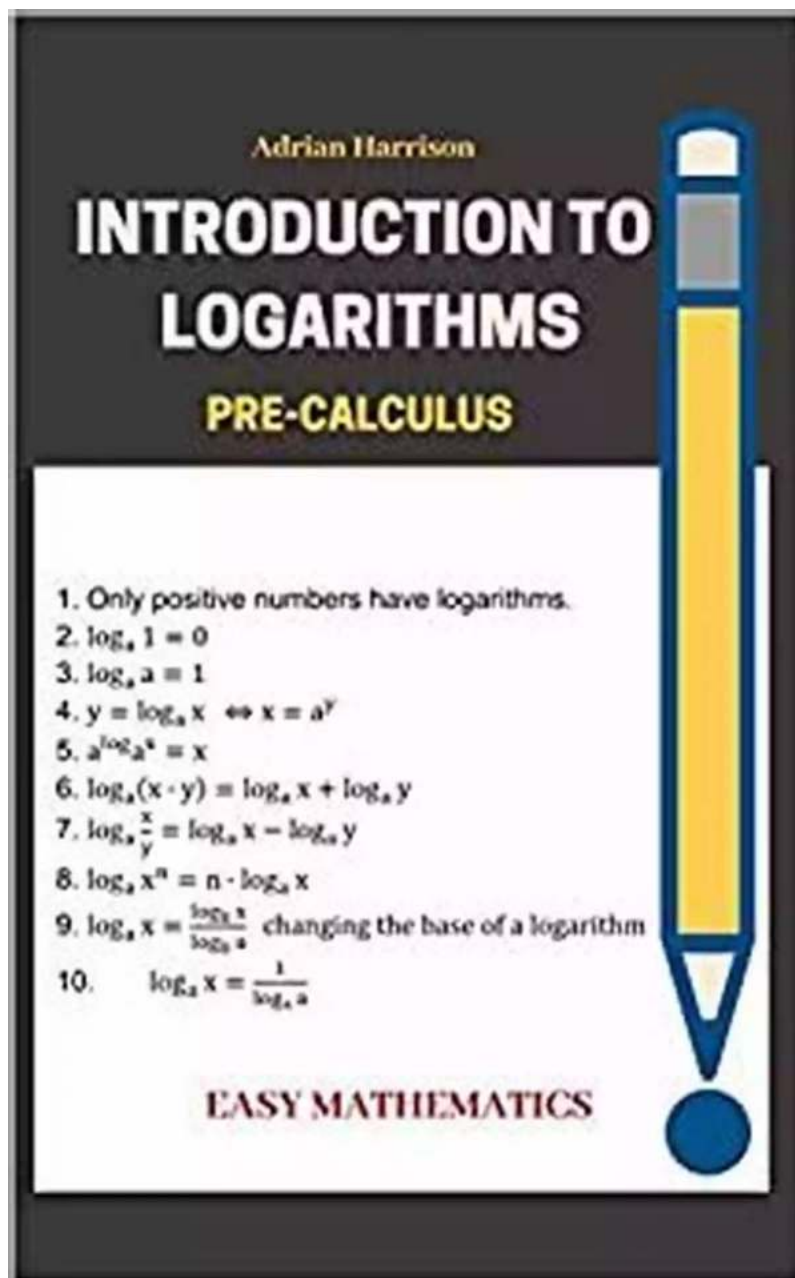 Adrian Harrison
INTRODUCTION TO
LOGARITHMS
PRE-CALCULUS
1. Only positive numbers have logarithms.
2. logₐ 1 = 0
3. logₐ a = 1
4. y = logₐ x ⇔ x = aʸ
5. a^(logₐ x) = x
6. logₐ(x · y) = logₐ x + logₐ y
7. logₐ x/y = logₐ x − logₐ y
8. logₐ xⁿ = n · logₐ x
9. logₐ x = log_b x / log_b a changing the base of a logarithm
10. logₐ x = 1 / logₓ a
EASY MATHEMATICS